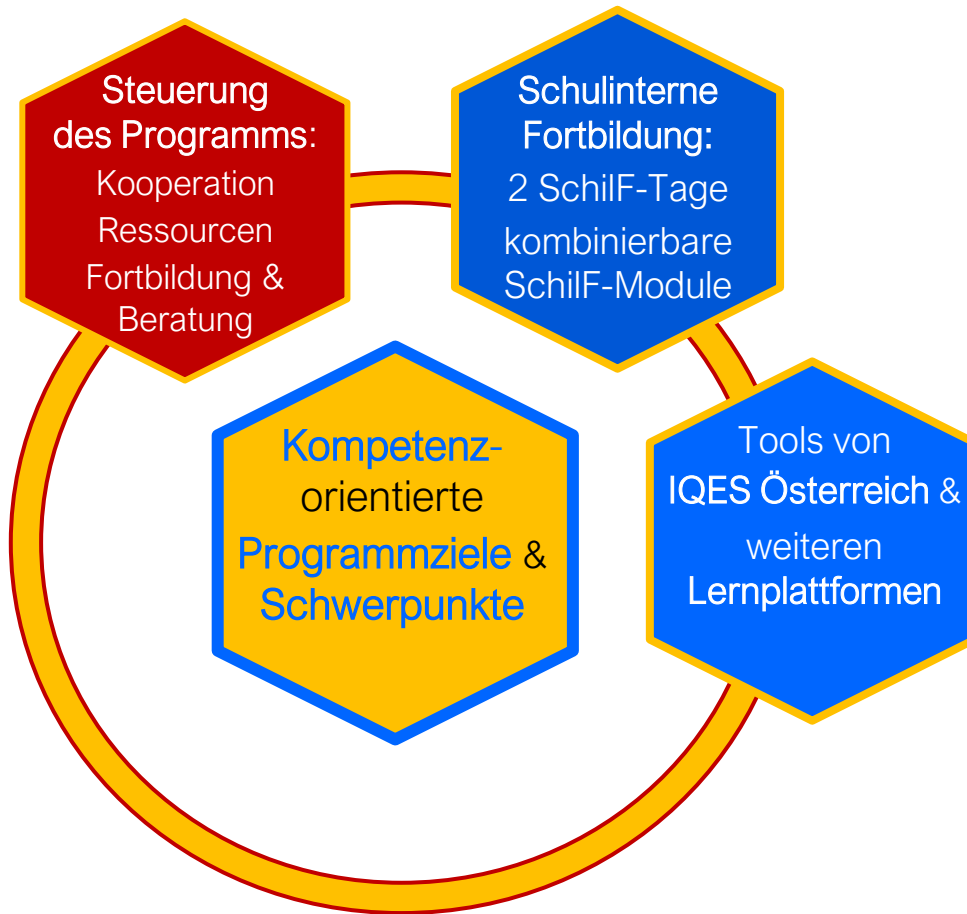 Steuerung
des Programms:
Kooperation
Ressourcen
Fortbildung &
Beratung
Schulinterne
Fortbildung:
2 SchilF-Tage
kombinierbare
SchilF-Module
Tools von
IQES Österreich &
weiteren
Lernplattformen
Kompetenz-
orientierte
Programmziele &
Schwerpunkte